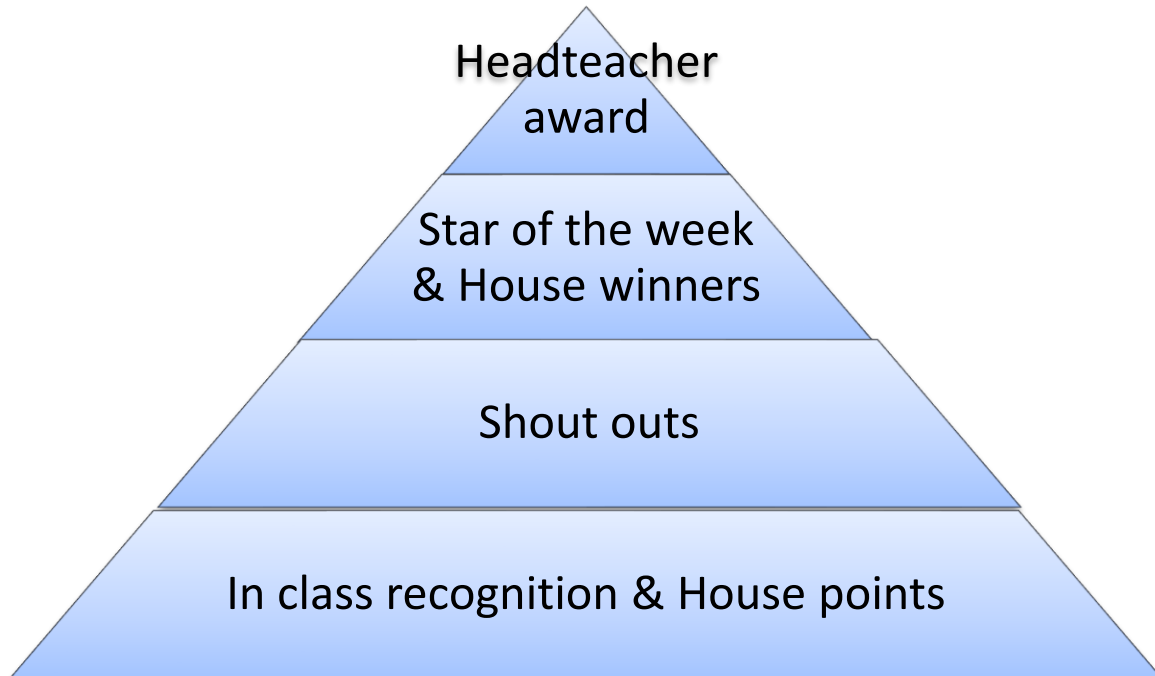 Headteacher
award
Star of the week
& House winners
Shout outs
In class recognition & House points